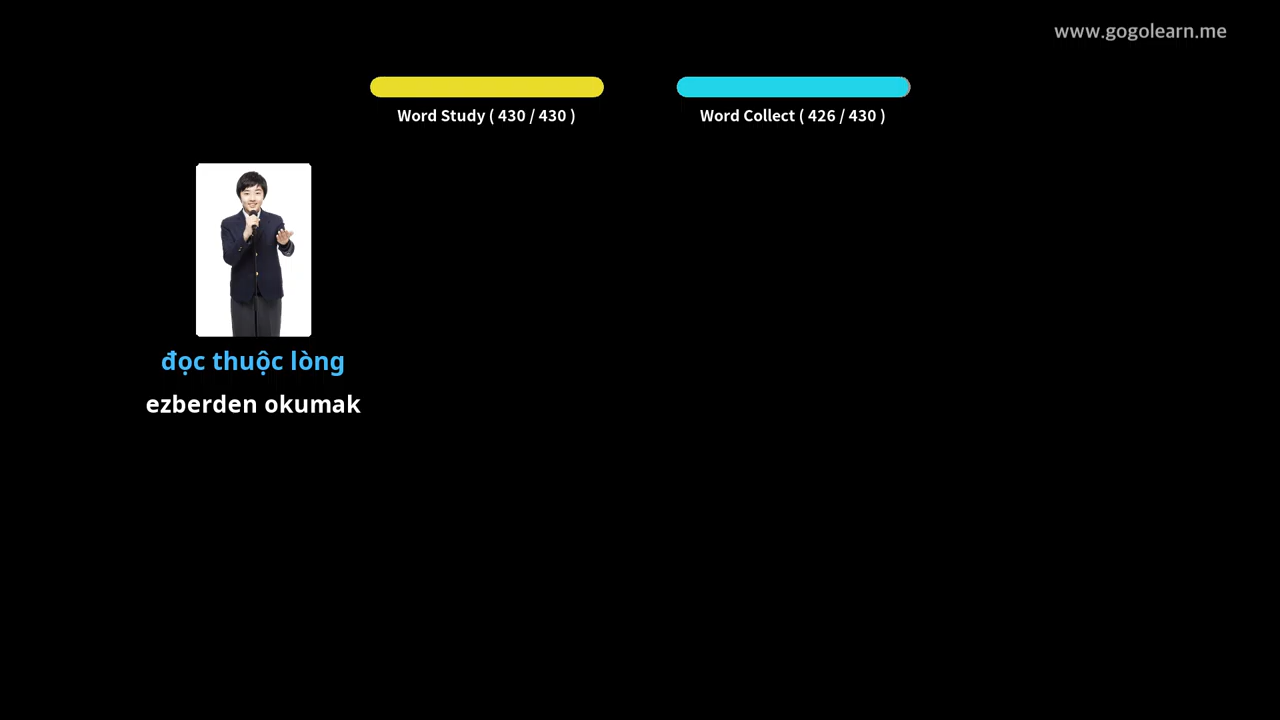 www.gogolearn.me
Word Study ( 430 / 430 )
Word Collect ( 426 / 430 )
đọc thuộc lòng
ezberden okumak